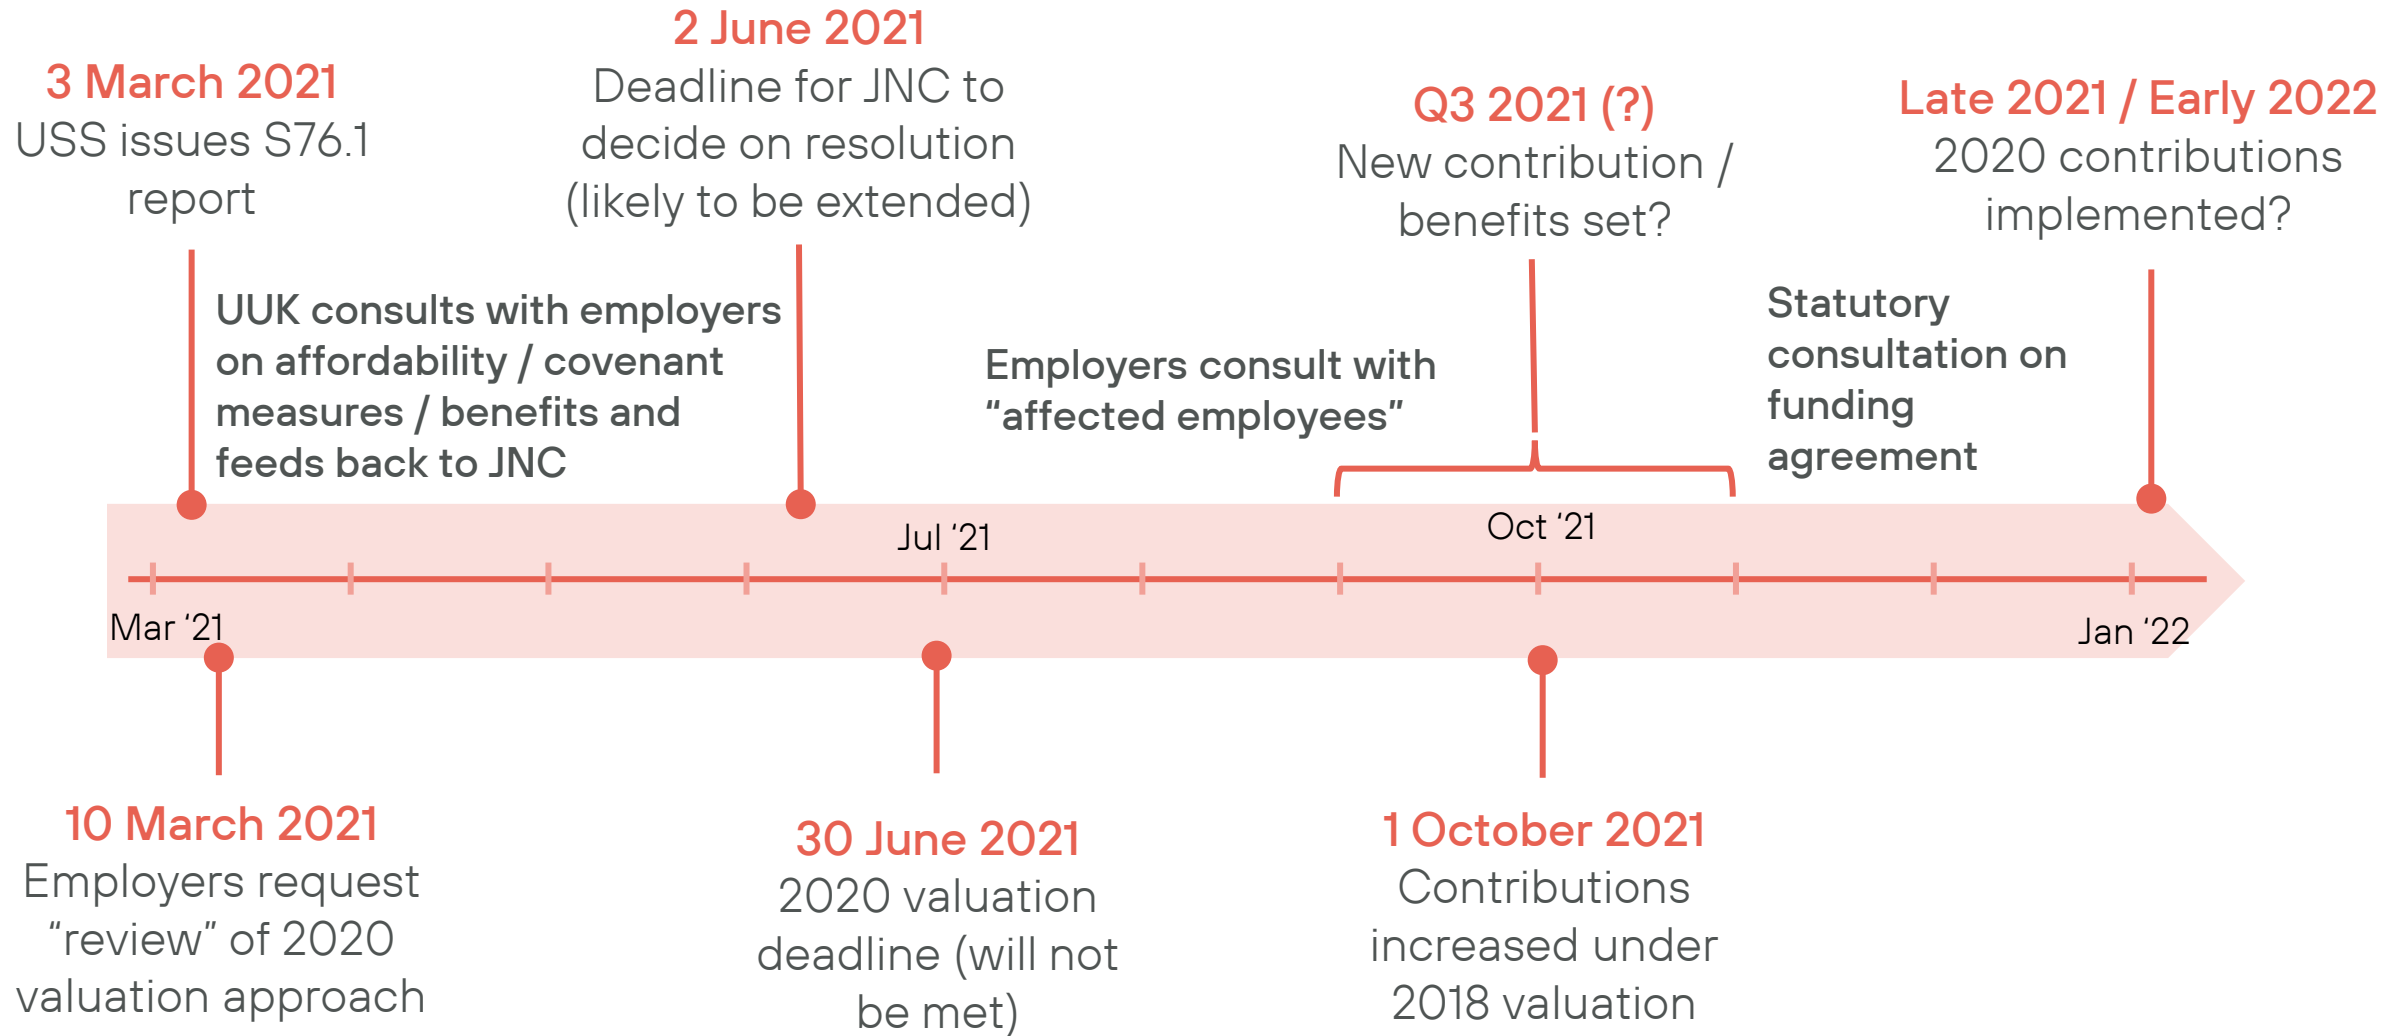 3 March 2021
USS issues S76.1
report
2 June 2021
Deadline for JNC to
decide on resolution
(likely to be extended)
Q3 2021 (?)
New contribution /
benefits set?
Late 2021 / Early 2022
2020 contributions
implemented?
UUK consults with employers
on affordability / covenant
measures / benefits and
feeds back to JNC
Employers consult with
“affected employees”
Statutory
consultation on
funding
agreement
Mar ‘21
Jul ‘21
Oct ‘21
Jan ‘22
10 March 2021
Employers request
“review” of 2020
valuation approach
30 June 2021
2020 valuation
deadline (will not
be met)
1 October 2021
Contributions
increased under
2018 valuation